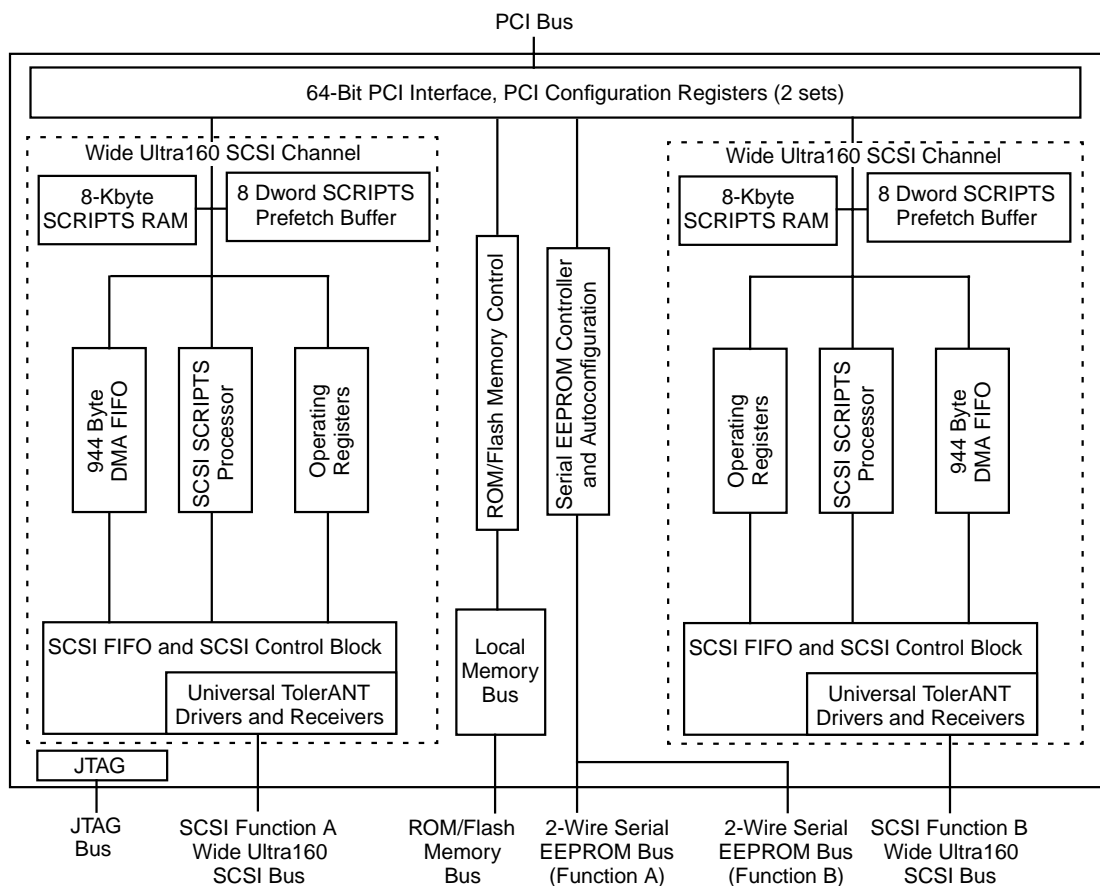 PCI Bus
64-Bit PCI Interface, PCI Configuration Registers (2 sets)
Wide Ultra160 SCSI Channel
8-Kbyte
SCRIPTS RAM
8 Dword SCRIPTS
Prefetch Buffer
944 Byte
DMA FIFO
SCSI SCRIPTS
Processor
Operating
Registers
SCSI FIFO and SCSI Control Block
Universal TolerANT
Drivers and Receivers
ROM/Flash Memory Control
Local
Memory
Bus
Serial EEPROM Controller
and Autoconfiguration
Wide Ultra160 SCSI Channel
8-Kbyte
SCRIPTS RAM
8 Dword SCRIPTS
Prefetch Buffer
Operating
Registers
SCSI SCRIPTS
Processor
944 Byte
DMA FIFO
SCSI FIFO and SCSI Control Block
Universal TolerANT
Drivers and Receivers
JTAG
JTAG
Bus
SCSI Function A
Wide Ultra160
SCSI Bus
ROM/Flash
Memory
Bus
2-Wire Serial
EEPROM Bus
(Function A)
2-Wire Serial
EEPROM Bus
(Function B)
SCSI Function B
Wide Ultra160
SCSI Bus